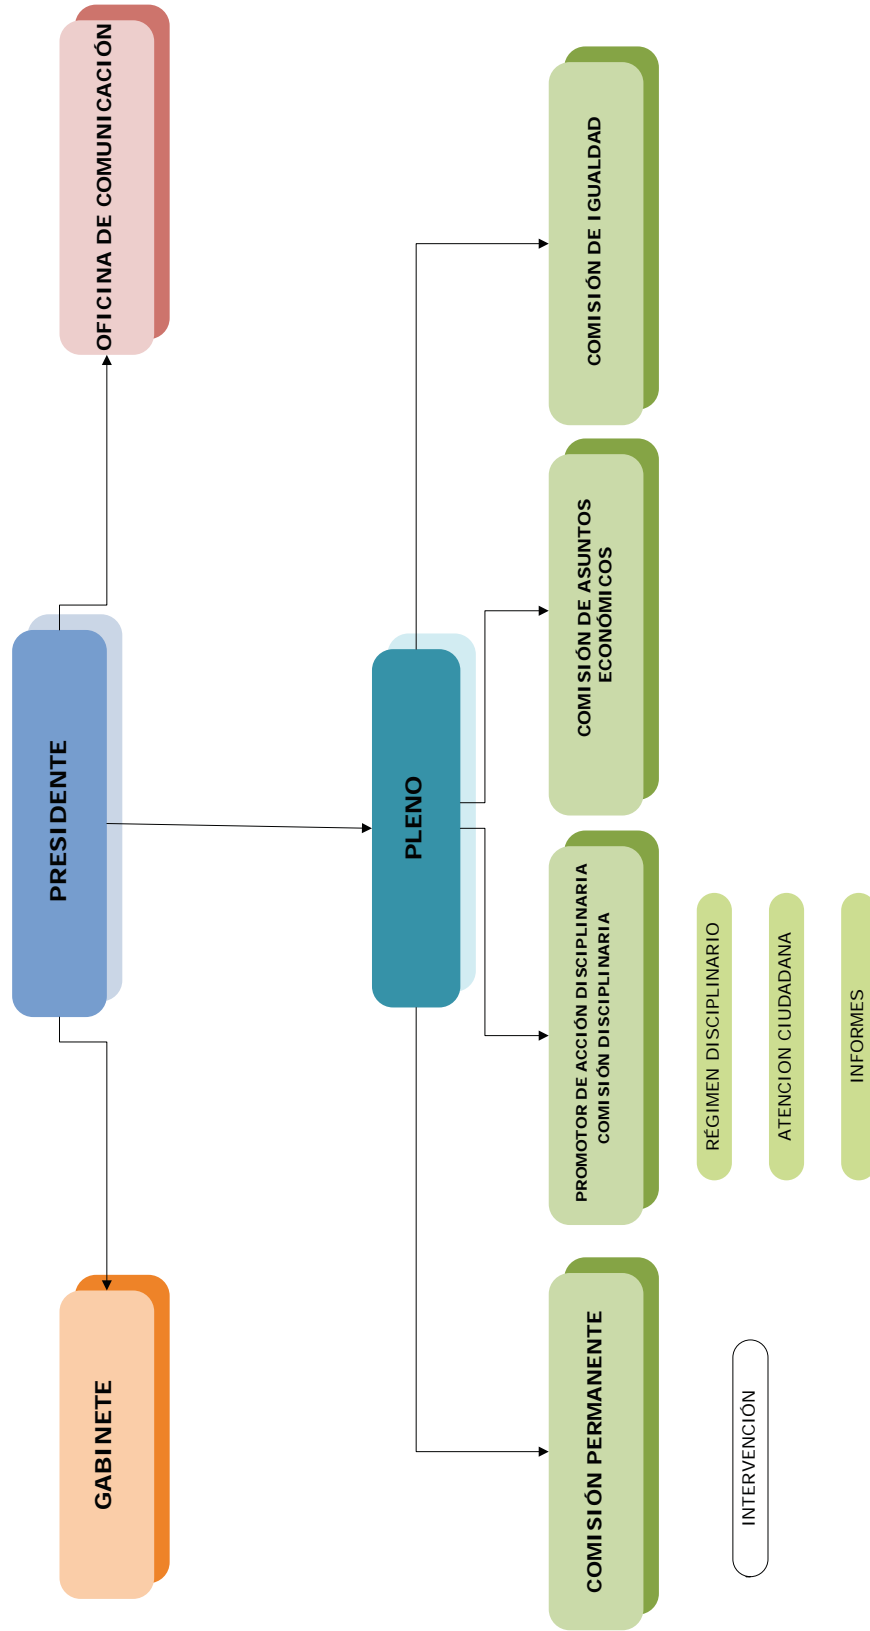 PRESIDENTE
GABINETE
OFICINA DE COMUNICACIÓN
PLENO
COMISIÓN PERMANENTE
PROMOTOR DE ACCIÓN DISCIPLINARIA
COMISIÓN DISCIPLINARIA
COMISIÓN DE ASUNTOS
ECONÓMICOS
COMISIÓN DE IGUALDAD
INTERVENCIÓN
RÉGIMEN DISCIPLINARIO
ATENCION CIUDADANA
INFORMES